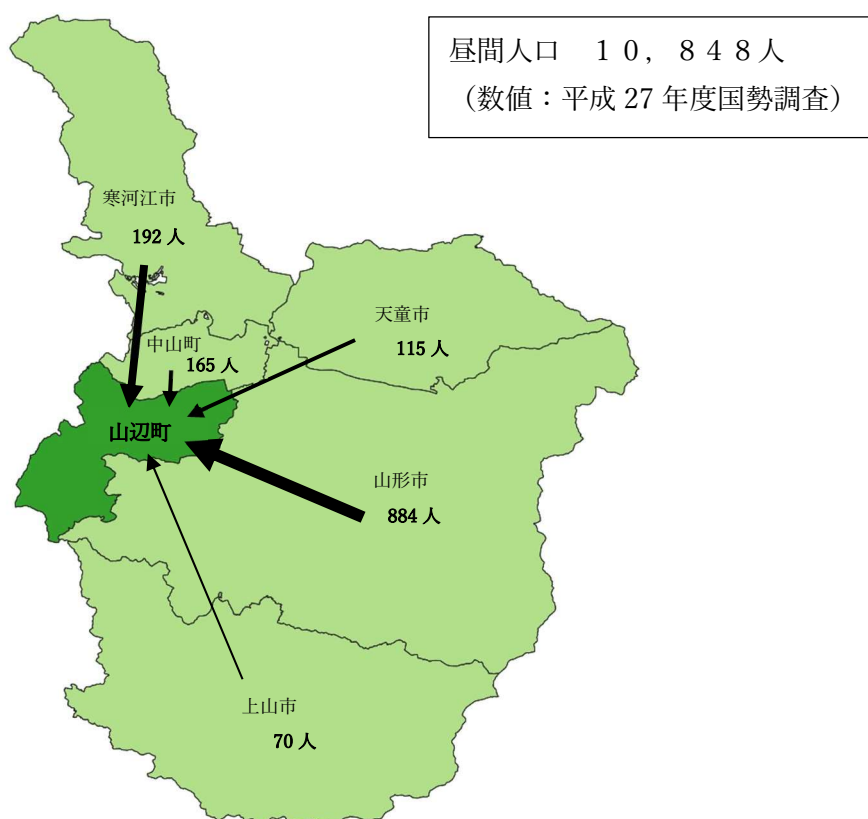 昼間人口 １０，８４８人
（数値：平成 27 年度国勢調査）
寒河江市
192 人
天童市
115 人
中山町
165 人
山辺町
山形市
884 人
上山市
70 人